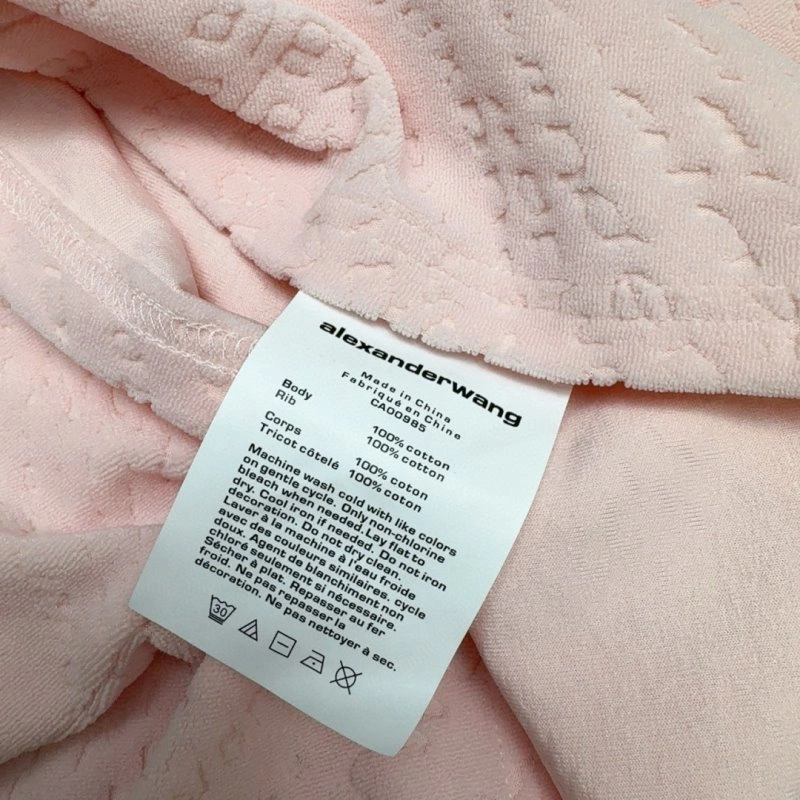 alexanderwang
Made in China
Fabriqué en Chine
CA00985
Body 100% cotton
Rib 100% cotton
Corps 100% coton
Tricot côtelé 100% coton
Machine wash cold with like colors
on gentle cycle. Only non-chlorine
bleach when needed. Lay flat to
dry. Cool iron if needed. Do not iron
decoration. Do not dry clean.
Laver à la machine à l'eau froide
avec des couleurs similaires. cycle
doux. Agent de blanchiment non
chloré seulement si nécessaire.
Sécher à plat. Repasser au fer
froid. Ne pas repasser la
décoration. Ne pas nettoyer à sec.
30